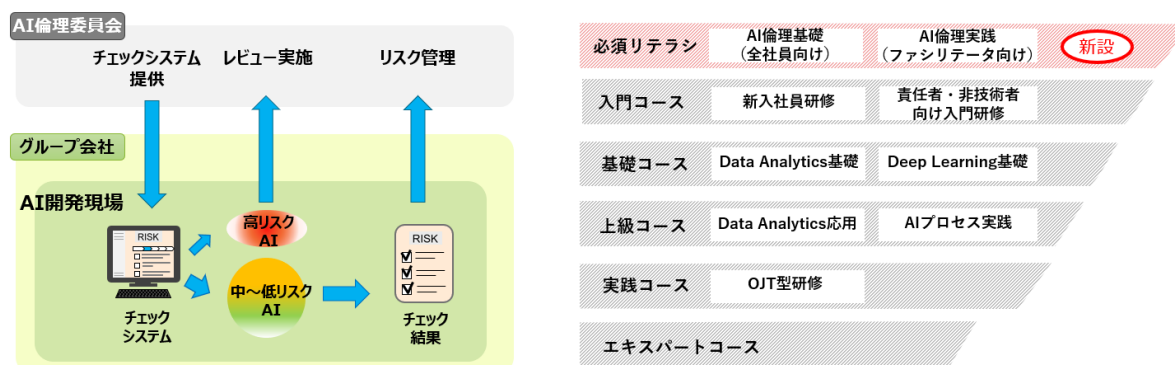 AI倫理委員会
チェックシステム
提供
レビュー実施
リスク管理
グループ会社
AI開発現場
RISK
チェック
システム
高リスク
AI
中～低リスク
AI
RISK
チェック
結果
必須リテラシ
AI倫理基礎
（全社員向け）
AI倫理実践
（ファシリテータ向け）
新設
入門コース
新入社員研修
責任者・非技術者
向け入門研修
基礎コース
Data Analytics基礎
Deep Learning基礎
上級コース
Data Analytics応用
AIプロセス実践
実践コース
OJT型研修
エキスパートコース